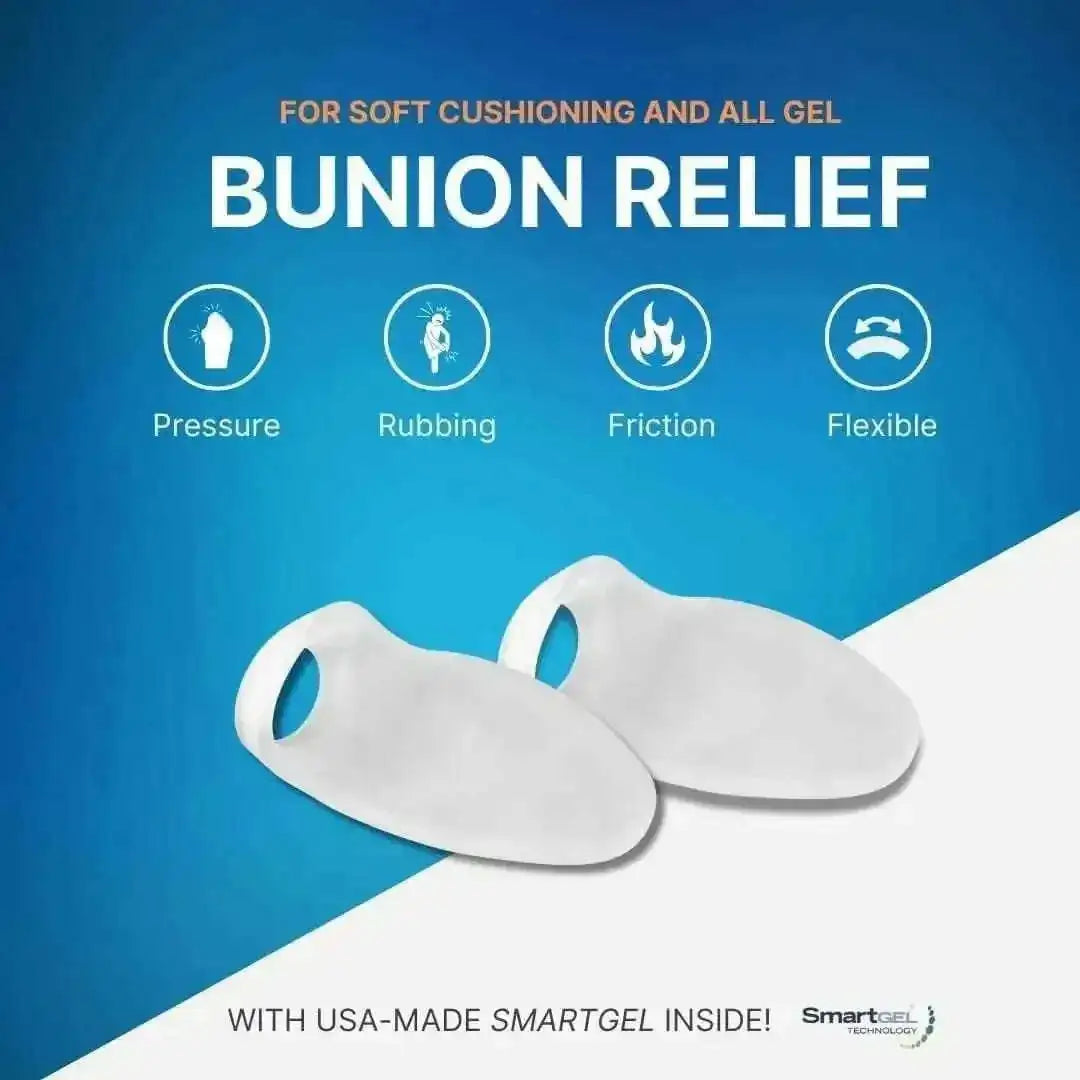 FOR SOFT CUSHIONING AND ALL GEL
BUNION RELIEF
Pressure
Rubbing
Friction
Flexible
WITH USA-MADE SMARTGEL INSIDE!
SmartGEL
TECHNOLOGY